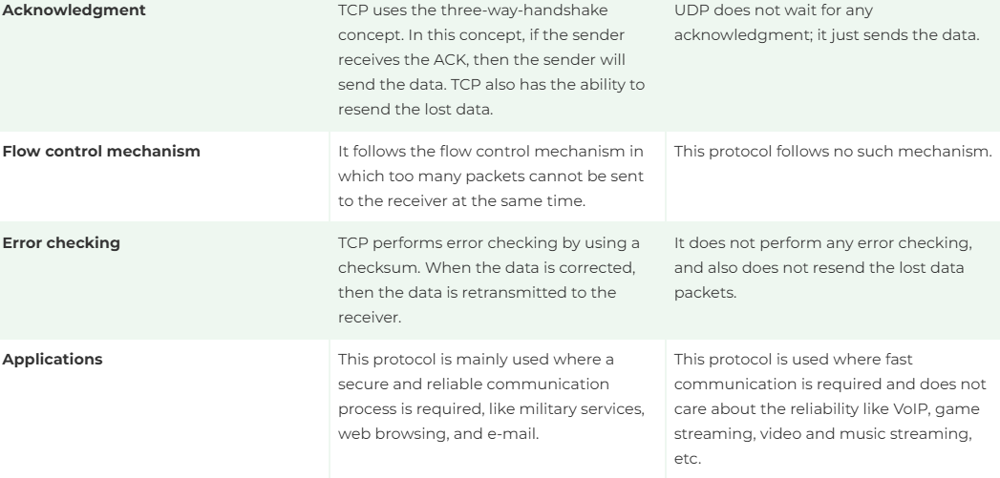 Acknowledgment
TCP uses the three-way-handshake
concept. In this concept, if the sender
receives the ACK, then the sender will
send the data. TCP also has the ability to
resend the lost data.
UDP does not wait for any
acknowledgment; it just sends the data.
Flow control mechanism
It follows the flow control mechanism in
which too many packets cannot be sent
to the receiver at the same time.
This protocol follows no such mechanism.
Error checking
TCP performs error checking by using a
checksum. When the data is corrected,
then the data is retransmitted to the
receiver.
It does not perform any error checking,
and also does not resend the lost data
packets.
Applications
This protocol is mainly used where a
secure and reliable communication
process is required, like military services,
web browsing, and e-mail.
This protocol is used where fast
communication is required and does not
care about the reliability like VoIP, game
streaming, video and music streaming,
etc.